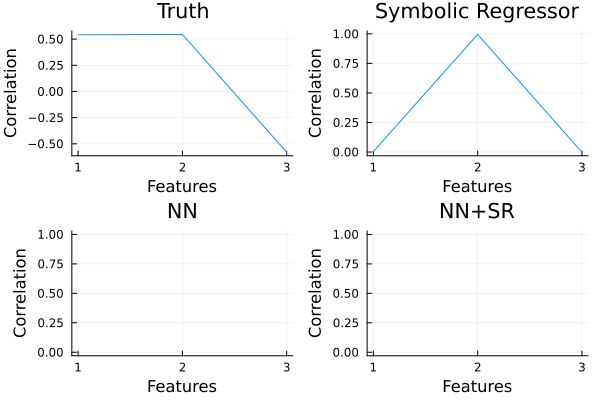 Truth
Symbolic Regressor
0.50
0.25
0.00
−0.25
−0.50
Correlation
1
2
3
Features
1.00
0.75
0.50
0.25
0.00
Correlation
1
2
3
Features
NN
NN+SR
1.00
0.75
0.50
0.25
0.00
Correlation
1
2
3
Features
1.00
0.75
0.50
0.25
0.00
Correlation
1
2
3
Features